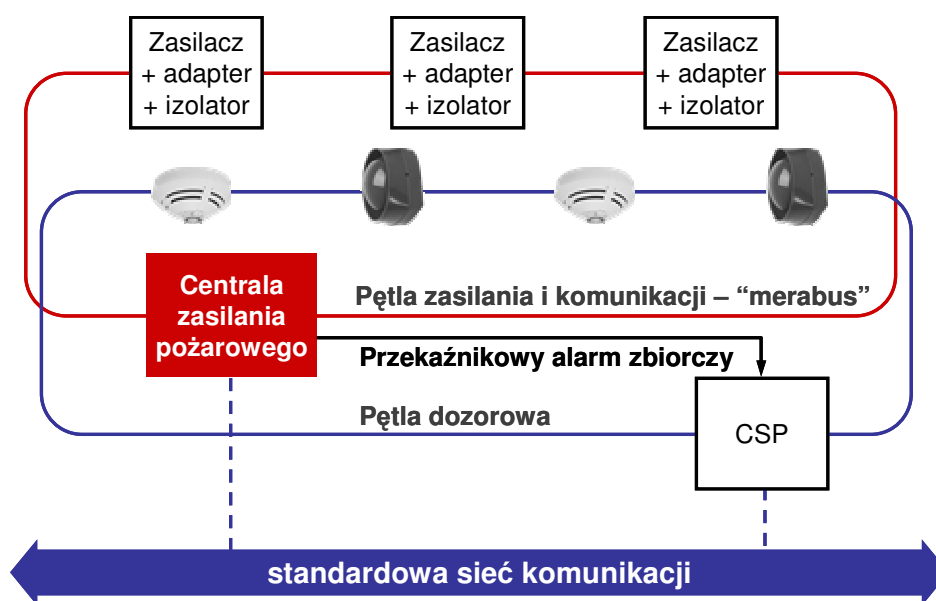 Zasilacz
+ adapter
+ izolator
Zasilacz
+ adapter
+ izolator
Zasilacz
+ adapter
+ izolator
Centrala
zasilania
pożarowego
Pętla zasilania i komunikacji – “merabus”
Przekaźnikowy alarm zbiorczy
Pętla dozorowa
CSP
standardowa sieć komunikacji